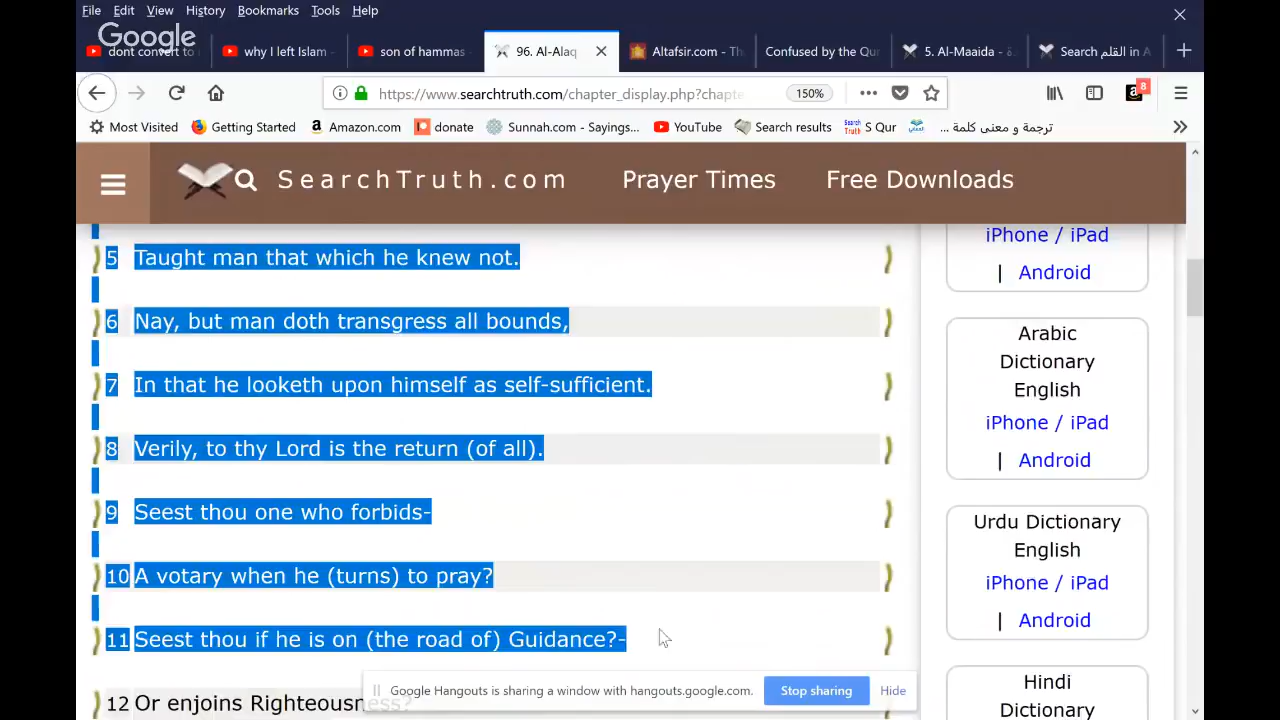 File Edit View History Bookmarks Tools Help
Google
dont convert to
why I left Islam -
son of hammas
96. Al-Alaq
Altafsir.com - Th
Confused by the Qur
5. Al-Maaida -
Search القلم in A
https://www.searchtruth.com/chapter_display.php?chapte
150%
8
Most Visited
Getting Started
Amazon.com
donate
Sunnah.com - Sayings,...
YouTube
Search results
Search Truth
S Qur
ترجمة و معنى كلمة ...
SearchTruth.com
Prayer Times
Free Downloads
5 Taught man that which he knew not.
6 Nay, but man doth transgress all bounds,
7 In that he looketh upon himself as self-sufficient.
8 Verily, to thy Lord is the return (of all).
9 Seest thou one who forbids-
10 A votary when he (turns) to pray?
11 Seest thou if he is on (the road of) Guidance?-
12 Or enjoins Righteousness?
iPhone / iPad
| Android
Arabic
Dictionary
English
iPhone / iPad
| Android
Urdu Dictionary
English
iPhone / iPad
| Android
Hindi
Dictionary
Google Hangouts is sharing a window with hangouts.google.com.
Stop sharing
Hide